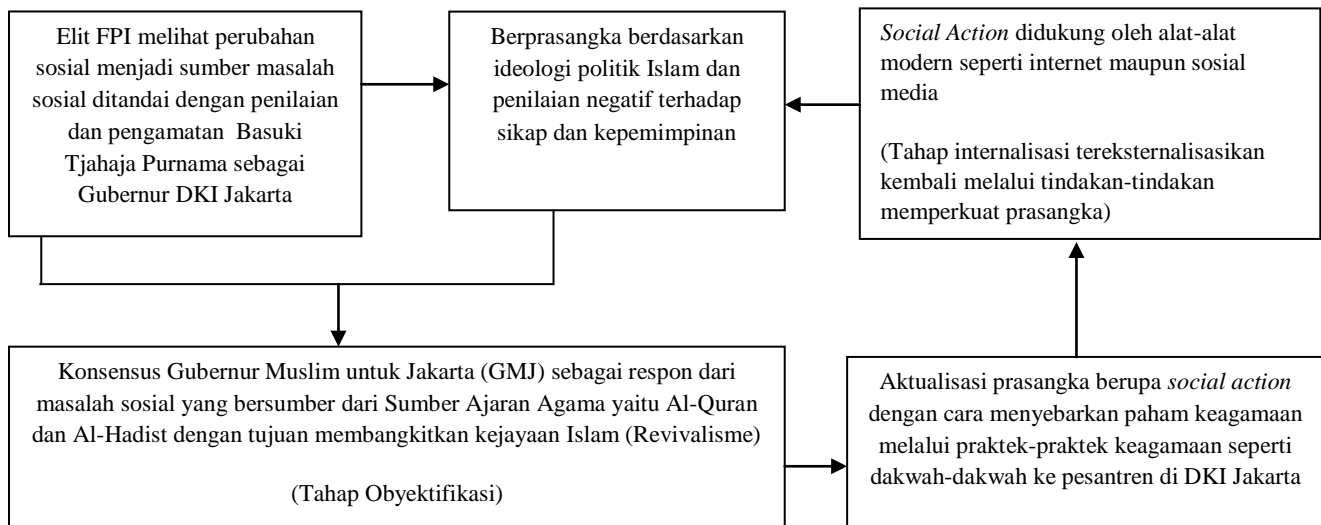 Elit FPI melihat perubahan
sosial menjadi sumber masalah
sosial ditandai dengan penilaian
dan pengamatan Basuki
Tjahaja Purnama sebagai
Gubernur DKI Jakarta
Berprasangka berdasarkan
ideologi politik Islam dan
penilaian negatif terhadap
sikap dan kepemimpinan
Social Action didukung oleh alat-alat
modern seperti internet maupun sosial
media
(Tahap internalisasi tereksternalisasikan
kembali melalui tindakan-tindakan
memperkuat prasangka)
Konsensus Gubernur Muslim untuk Jakarta (GMJ) sebagai respon dari
masalah sosial yang bersumber dari Sumber Ajaran Agama yaitu Al-Quran
dan Al-Hadist dengan tujuan membangkitkan kejayaan Islam (Revivalisme)
(Tahap Obyektifikasi)
Aktualisasi prasangka berupa social action
dengan cara menyebarkan paham keagamaan
melalui praktek-praktek keagamaan seperti
dakwah-dakwah ke pesantren di DKI Jakarta